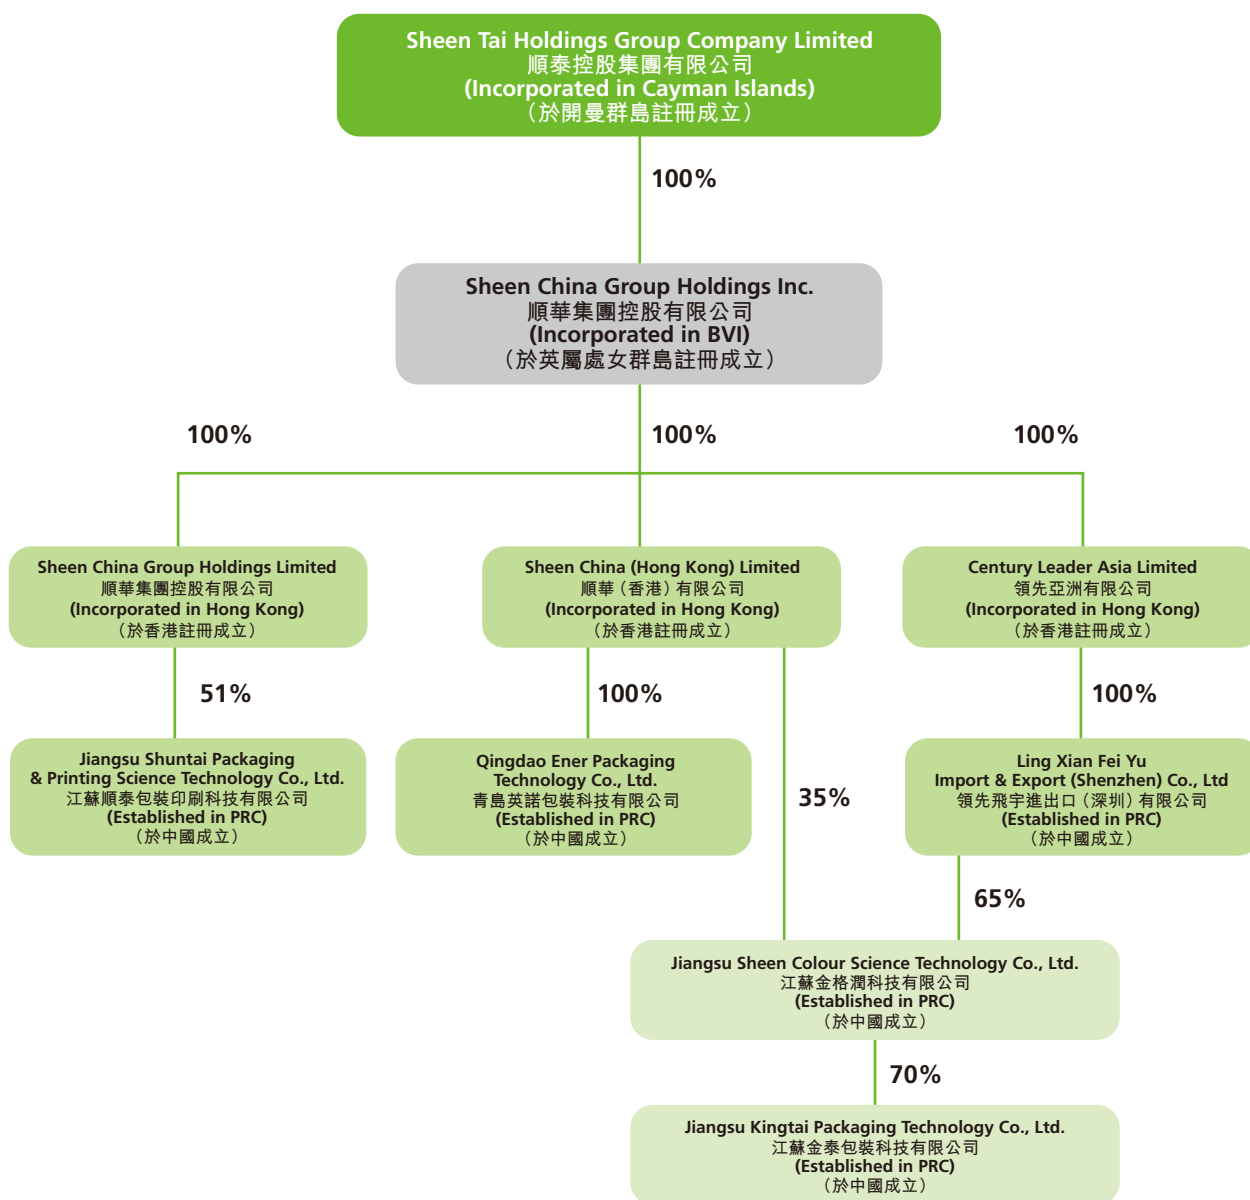 Sheen Tai Holdings Group Company Limited
順泰控股集團有限公司
(Incorporated in Cayman Islands)
（於開曼群島註冊成立）
100%
Sheen China Group Holdings Inc.
順華集團控股有限公司
(Incorporated in BVI)
（於英屬處女群島註冊成立）
100%
100%
100%
Sheen China Group Holdings Limited
順華集團控股有限公司
(Incorporated in Hong Kong)
（於香港註冊成立）
Sheen China (Hong Kong) Limited
順華（香港）有限公司
(Incorporated in Hong Kong)
（於香港註冊成立）
Century Leader Asia Limited
領先亞洲有限公司
(Incorporated in Hong Kong)
（於香港註冊成立）
51%
100%
100%
Jiangsu Shuntai Packaging
& Printing Science Technology Co., Ltd.
江蘇順泰包裝印刷科技有限公司
(Established in PRC)
（於中國成立）
Qingdao Ener Packaging
Technology Co., Ltd.
青島英諾包裝科技有限公司
(Established in PRC)
（於中國成立）
35%
Ling Xian Fei Yu
Import & Export (Shenzhen) Co., Ltd
領先飛宇進出口（深圳）有限公司
(Established in PRC)
（於中國成立）
65%
Jiangsu Sheen Colour Science Technology Co., Ltd.
江蘇金格潤科技有限公司
(Established in PRC)
（於中國成立）
70%
Jiangsu Kingtai Packaging Technology Co., Ltd.
江蘇金泰包裝科技有限公司
(Established in PRC)
（於中國成立）